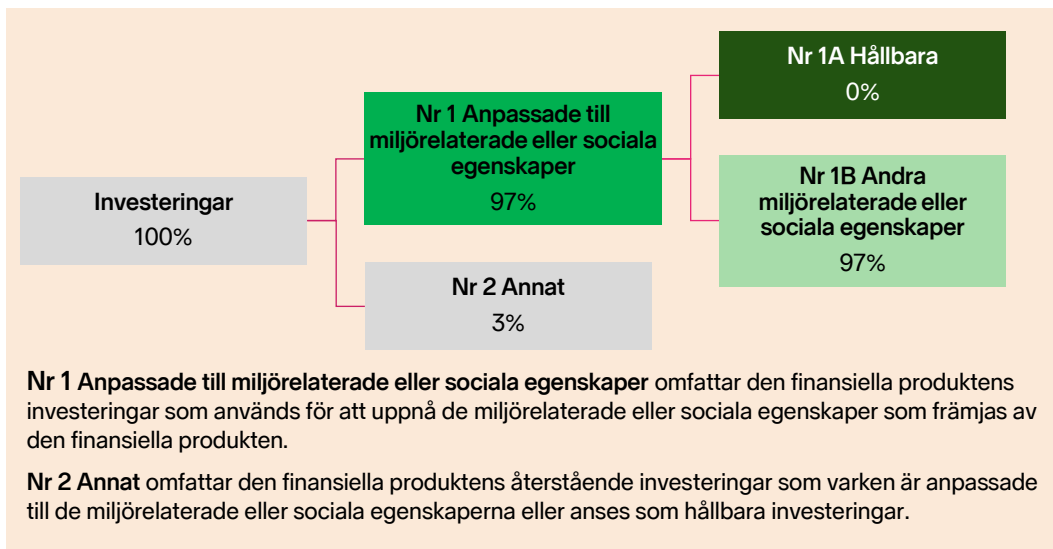 Investeringar
100%
Nr 1 Anpassade till
miljörelaterade eller sociala
egenskaper
97%
Nr 2 Annat
3%
Nr 1A Hållbara
0%
Nr 1B Andra
miljörelaterade eller
sociala egenskaper
97%
Nr 1 Anpassade till miljörelaterade eller sociala egenskaper omfattar den finansiella produktens
investeringar som används för att uppnå de miljörelaterade eller sociala egenskaper som främjas av
den finansiella produkten.
Nr 2 Annat omfattar den finansiella produktens återstående investeringar som varken är anpassade
till de miljörelaterade eller sociala egenskaperna eller anses som hållbara investeringar.